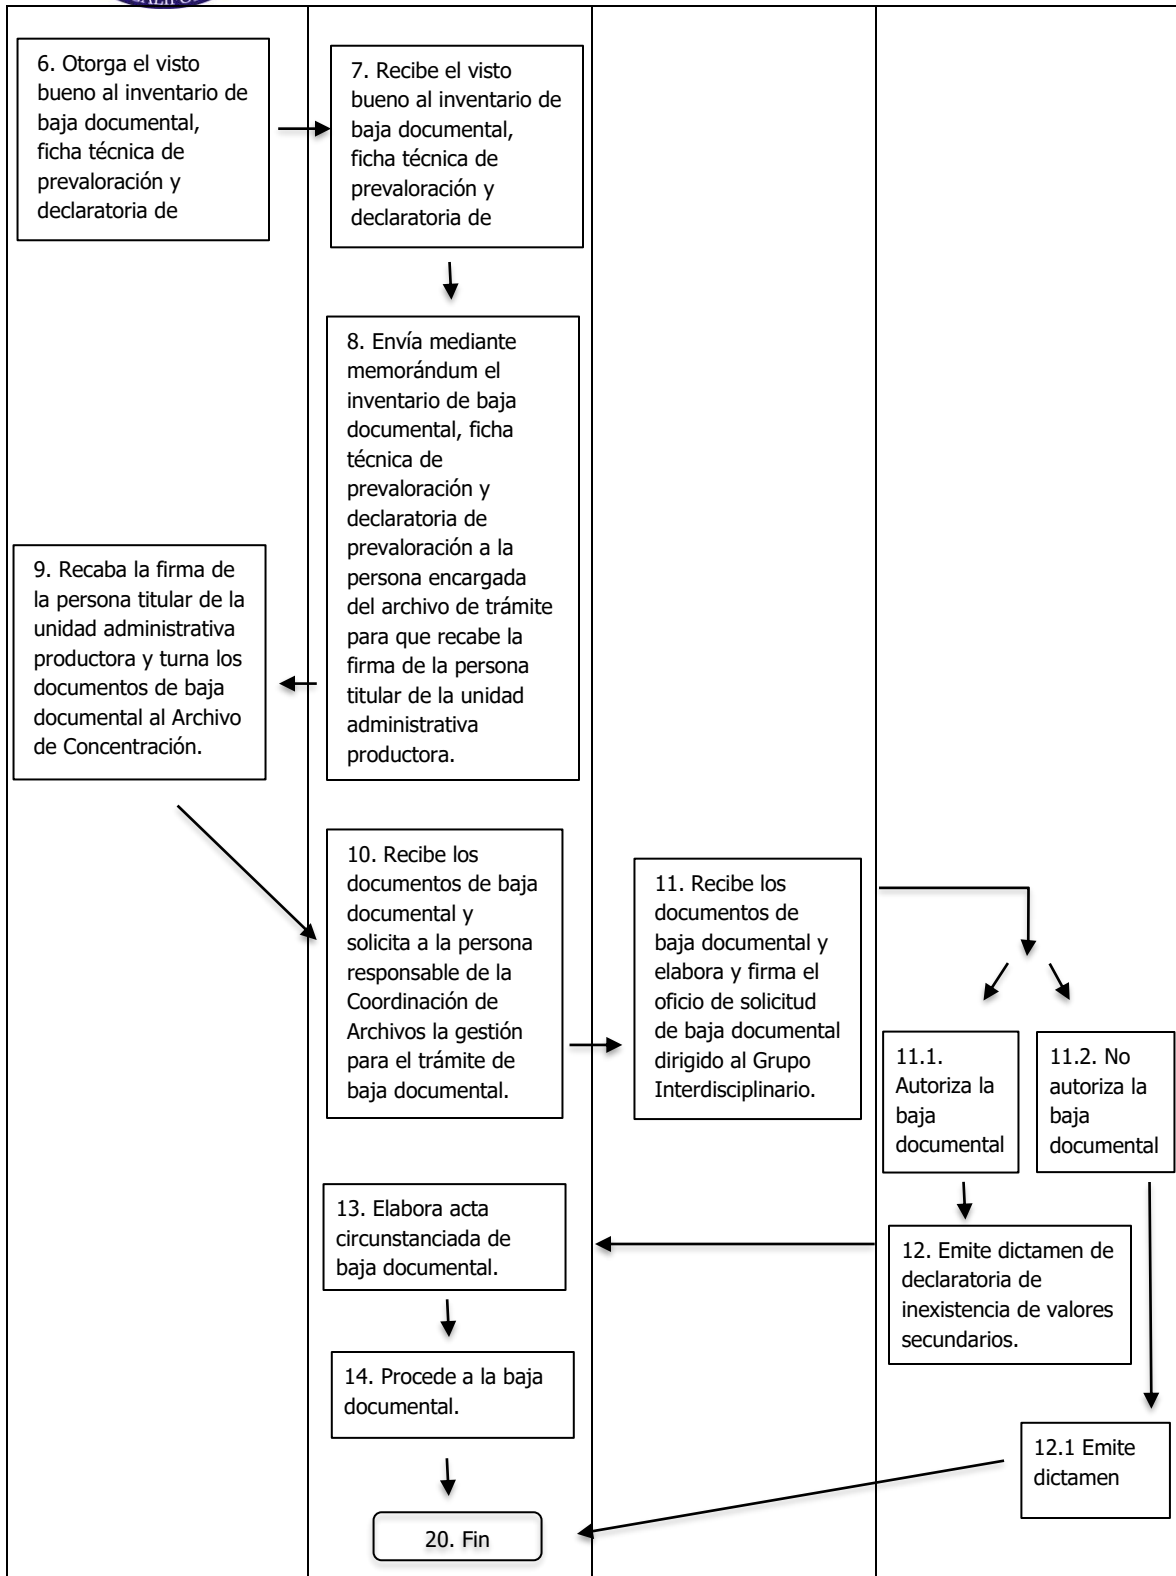 6. Otorga el visto
bueno al inventario de
baja documental,
ficha técnica de
prevaloración y
declaratoria de
7. Recibe el visto
bueno al inventario de
baja documental,
ficha técnica de
prevaloración y
declaratoria de
8. Envía mediante
memorándum el
inventario de baja
documental, ficha
técnica de
prevaloración y
declaratoria de
prevaloración a la
persona encargada
del archivo de trámite
para que recabe la
firma de la persona
titular de la unidad
administrativa
productora.
9. Recaba la firma de
la persona titular de la
unidad administrativa
productora y turna los
documentos de baja
documental al Archivo
de Concentración.
10. Recibe los
documentos de baja
documental y
solicita a la persona
responsable de la
Coordinación de
Archivos la gestión
para el trámite de
baja documental.
11. Recibe los
documentos de
baja documental y
elabora y firma el
oficio de solicitud
de baja documental
dirigido al Grupo
Interdisciplinario.
11.1.
Autoriza la
baja
documental
11.2. No
autoriza la
baja
documental
12. Emite dictamen de
declaratoria de
inexistencia de valores
secundarios.
13. Elabora acta
circunstanciada de
baja documental.
14. Procede a la baja
documental.
12.1 Emite
dictamen
20. Fin